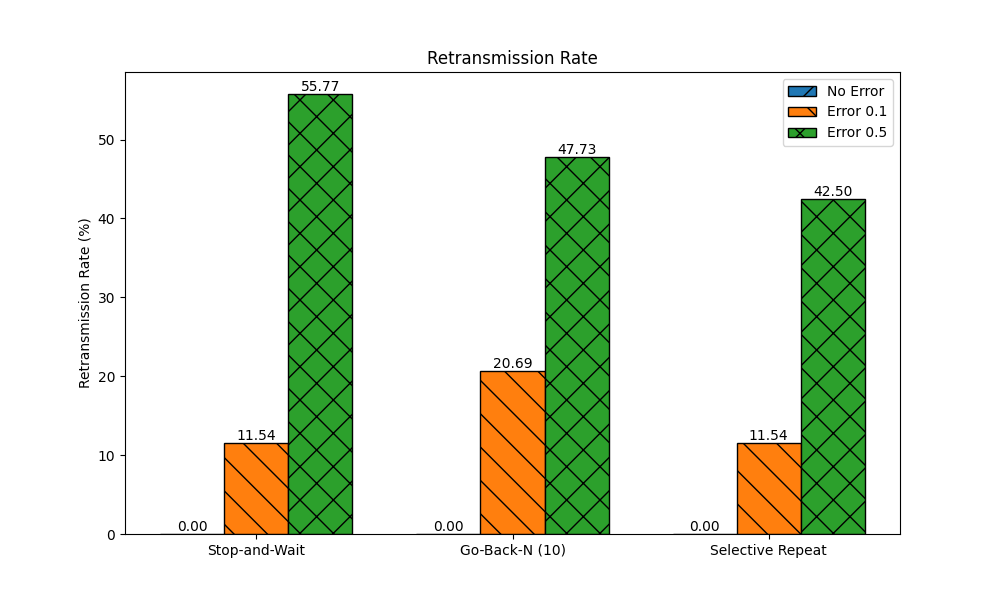 Retransmission Rate
55.77
No Error
Error 0.1
Error 0.5
50
47.73
42.50
40
Retransmission Rate (%)
30
20.69
20
11.54
11.54
10
0.00
0.00
0.00
0
Stop-and-Wait
Go-Back-N (10)
Selective Repeat